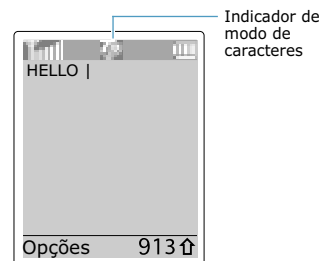 Indicador de
modo de
caracteres
HELLO |
Opções 913